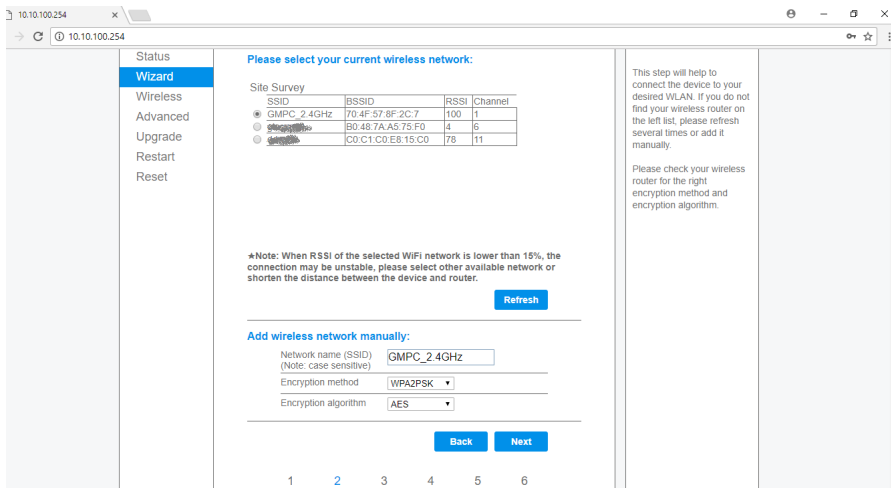 10.10.100.254
10.10.100.254
Status
Wizard
Wireless
Advanced
Upgrade
Restart
Reset
Please select your current wireless network:
Site Survey
SSID BSSID RSSI Channel
GMPC_2.4GHz 70:4F:57:8F:2C:7 100 1
B0:48:7A:A5:75:F0 4 6
C0:C1:C0:E8:15:C0 78 11
★Note: When RSSI of the selected WiFi network is lower than 15%, the
connection may be unstable, please select other available network or
shorten the distance between the device and router.
Refresh
Add wireless network manually:
Network name (SSID)
(Note: case sensitive)
GMPC_2.4GHz
Encryption method WPA2PSK
Encryption algorithm AES
Back Next
1 2 3 4 5 6
This step will help to
connect the device to your
desired WLAN. If you do not
find your wireless router on
the left list, please refresh
several times or add it
manually.
Please check your wireless
router for the right
encryption method and
encryption algorithm.